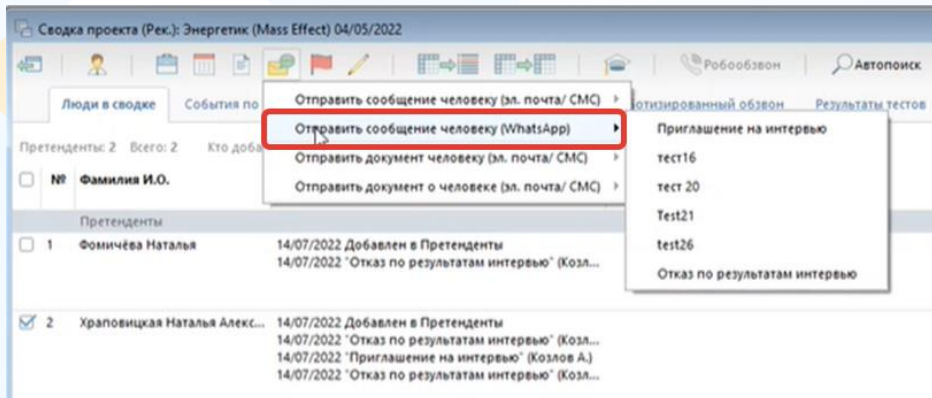 Сводка проекта (Рек.): Энергетик (Mass Effect) 04/05/2022
Робообзвон
Автопоиск
Люди в сводке
События по
отизированный обзвон
Результаты тестов
Отправить сообщение человеку (эл. почта/ СМС)
Отправить сообщение человеку (WhatsApp)
Отправить документ человеку (эл. почта/ СМС)
Отправить документ о человеке (эл. почта/ СМС)
Приглашение на интервью
тест16
тест 20
Test21
test26
Отказ по результатам интервью
Претенденты: 2 Всего: 2 Кто доба
№ Фамилия И.О.
Претенденты
1 Фомичёва Наталья 14/07/2022 Добавлен в Претенденты
14/07/2022 "Отказ по результатам интервью" (Козл...
2 Храповицкая Наталья Алекс... 14/07/2022 Добавлен в Претенденты
14/07/2022 "Отказ по результатам интервью" (Козл...
14/07/2022 "Приглашение на интервью" (Козлов А.)
14/07/2022 "Отказ по результатам интервью" (Козл...